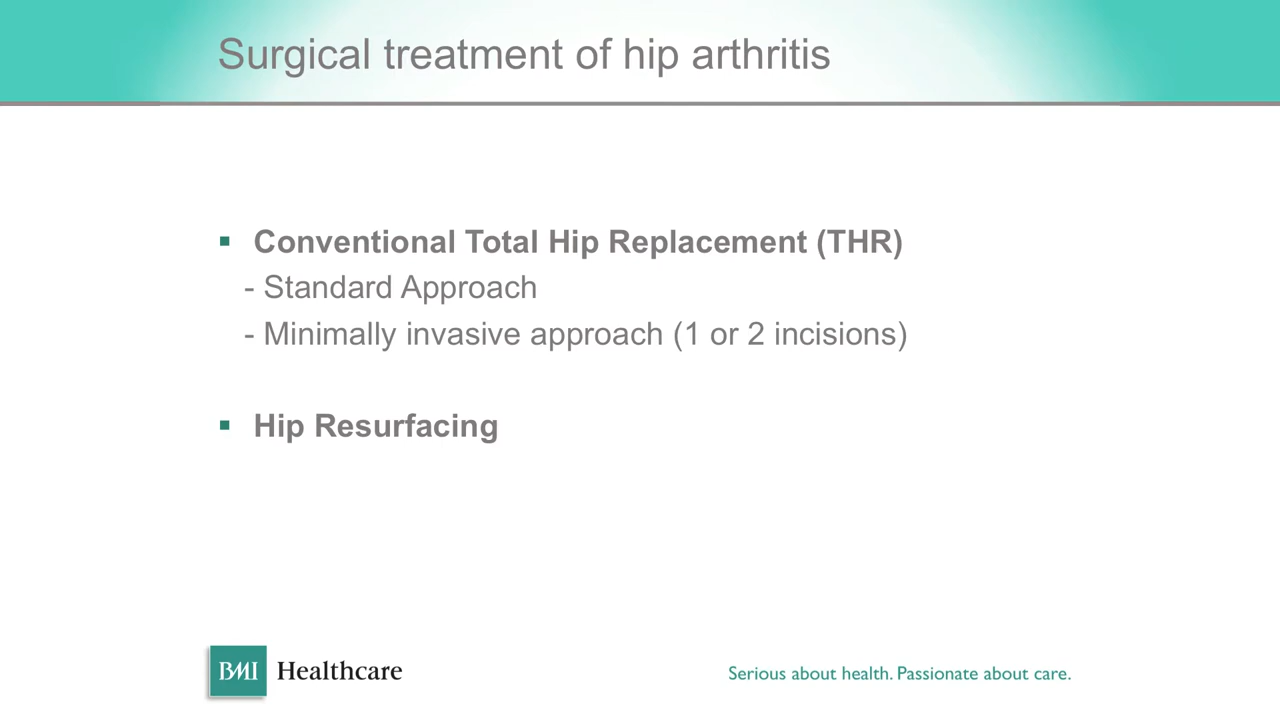 Surgical treatment of hip arthritis
▪ Conventional Total Hip Replacement (THR)
- Standard Approach
- Minimally invasive approach (1 or 2 incisions)
▪ Hip Resurfacing
BMI Healthcare
Serious about health. Passionate about care.